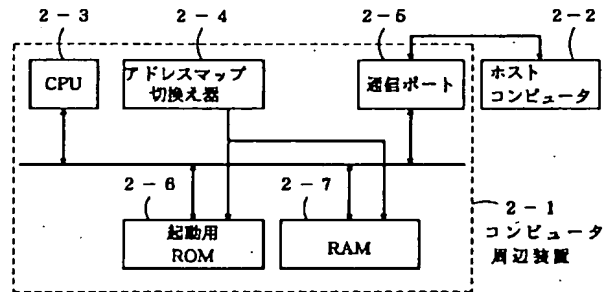 2-3
2-4
2-5
2-2
CPU
アドレスマップ
切換え器
通信ポート
ホスト
コンピュータ
2-6
2-7
起動用
ROM
RAM
2-1
コンピュータ
周辺装置